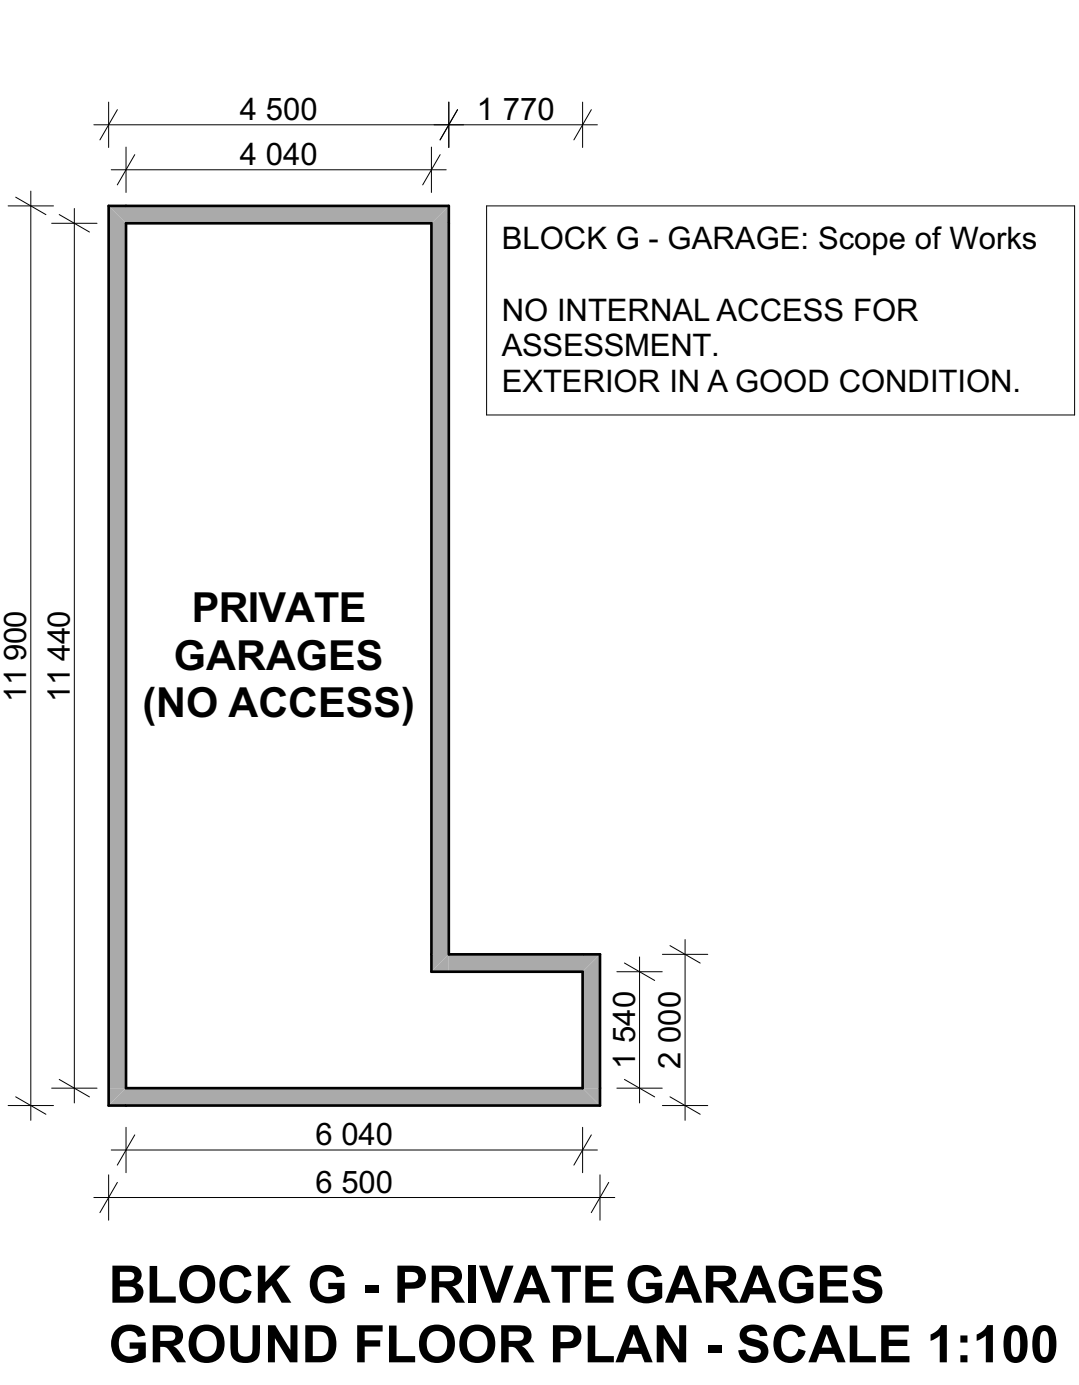 4 500
1 770
4 040
BLOCK G - GARAGE: Scope of Works
NO INTERNAL ACCESS FOR
ASSESSMENT.
EXTERIOR IN A GOOD CONDITION.
11 900
11 440
PRIVATE
GARAGES
(NO ACCESS)
1 540
2 000
6 040
6 500
BLOCK G - PRIVATE GARAGES
GROUND FLOOR PLAN - SCALE 1:100